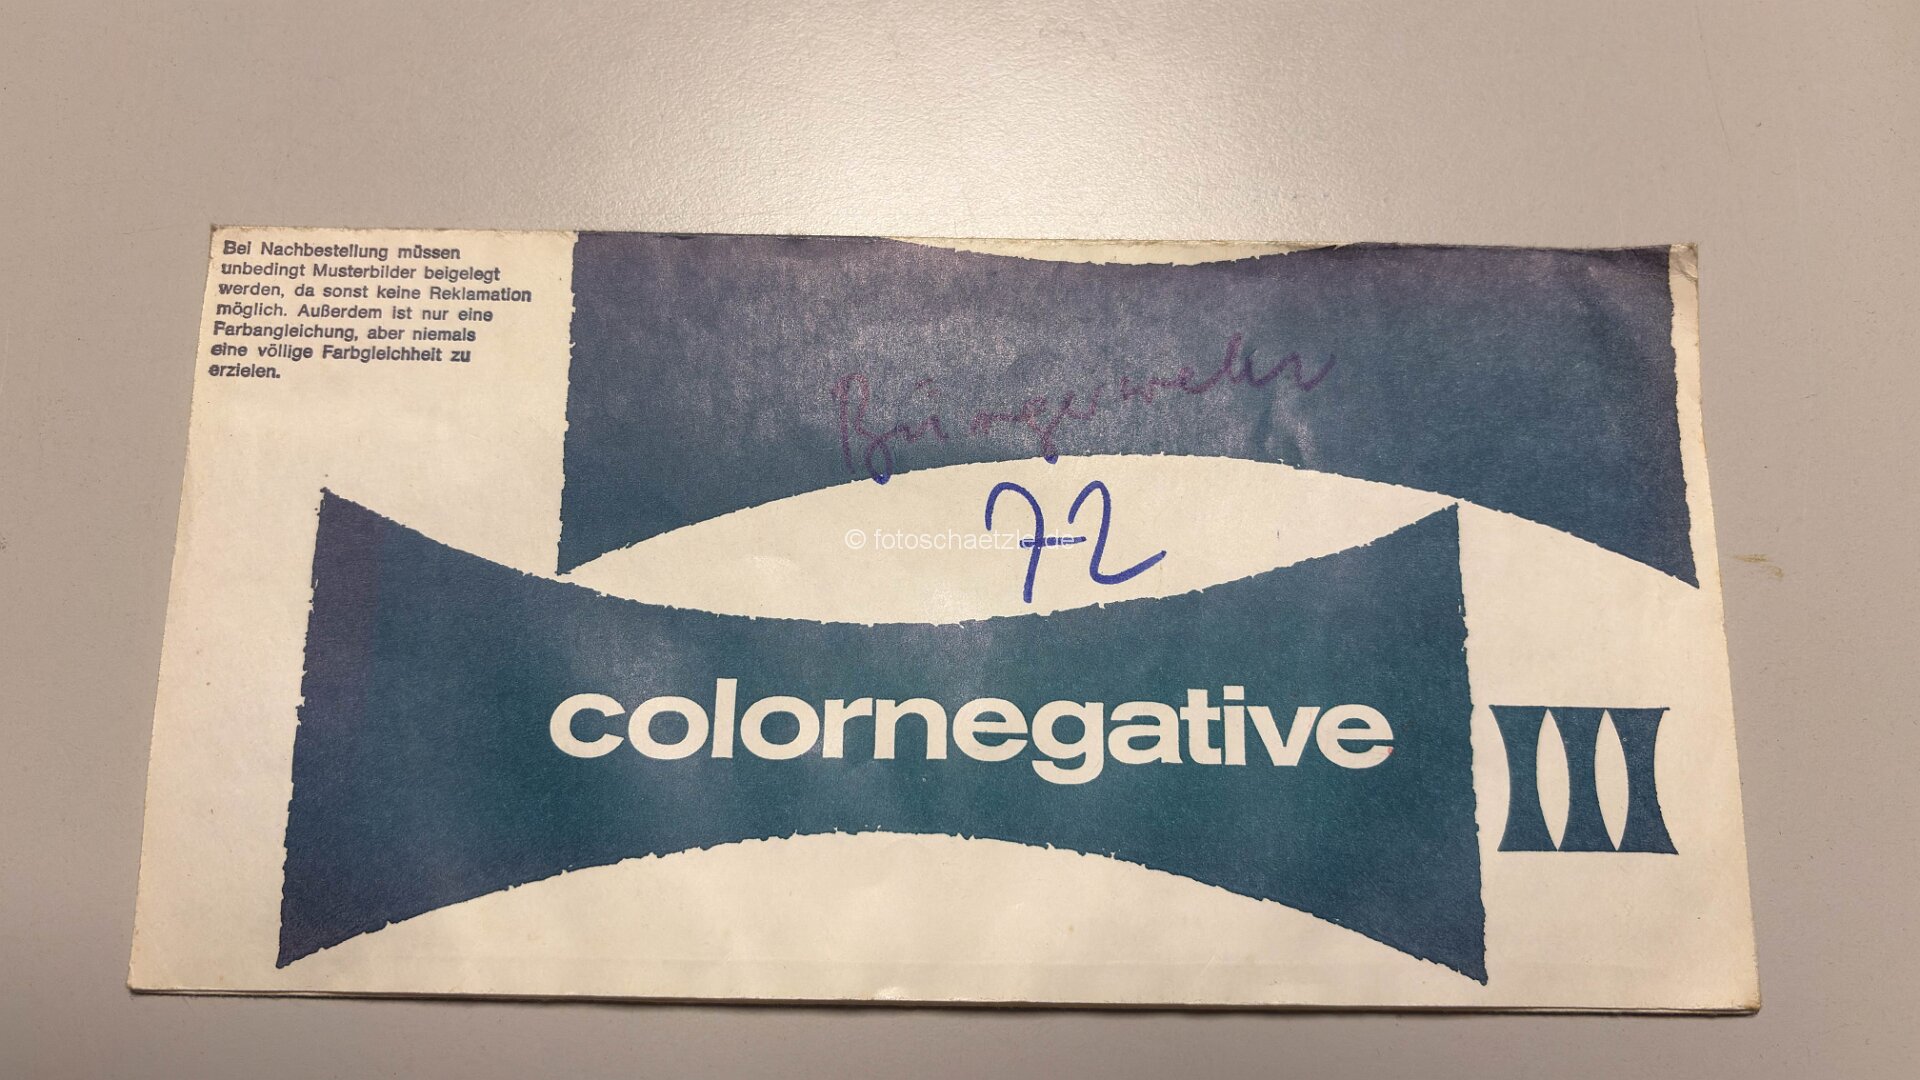 Bei Nachbestellung müssen
unbedingt Musterbilder beigelegt
werden, da sonst keine Reklamation
möglich. Außerdem ist nur eine
Farbangleichung, aber niemals
eine völlige Farbgleichheit zu
erzielen.
Bürgerwehr
72
© fotoschaetzle.de
colornegative